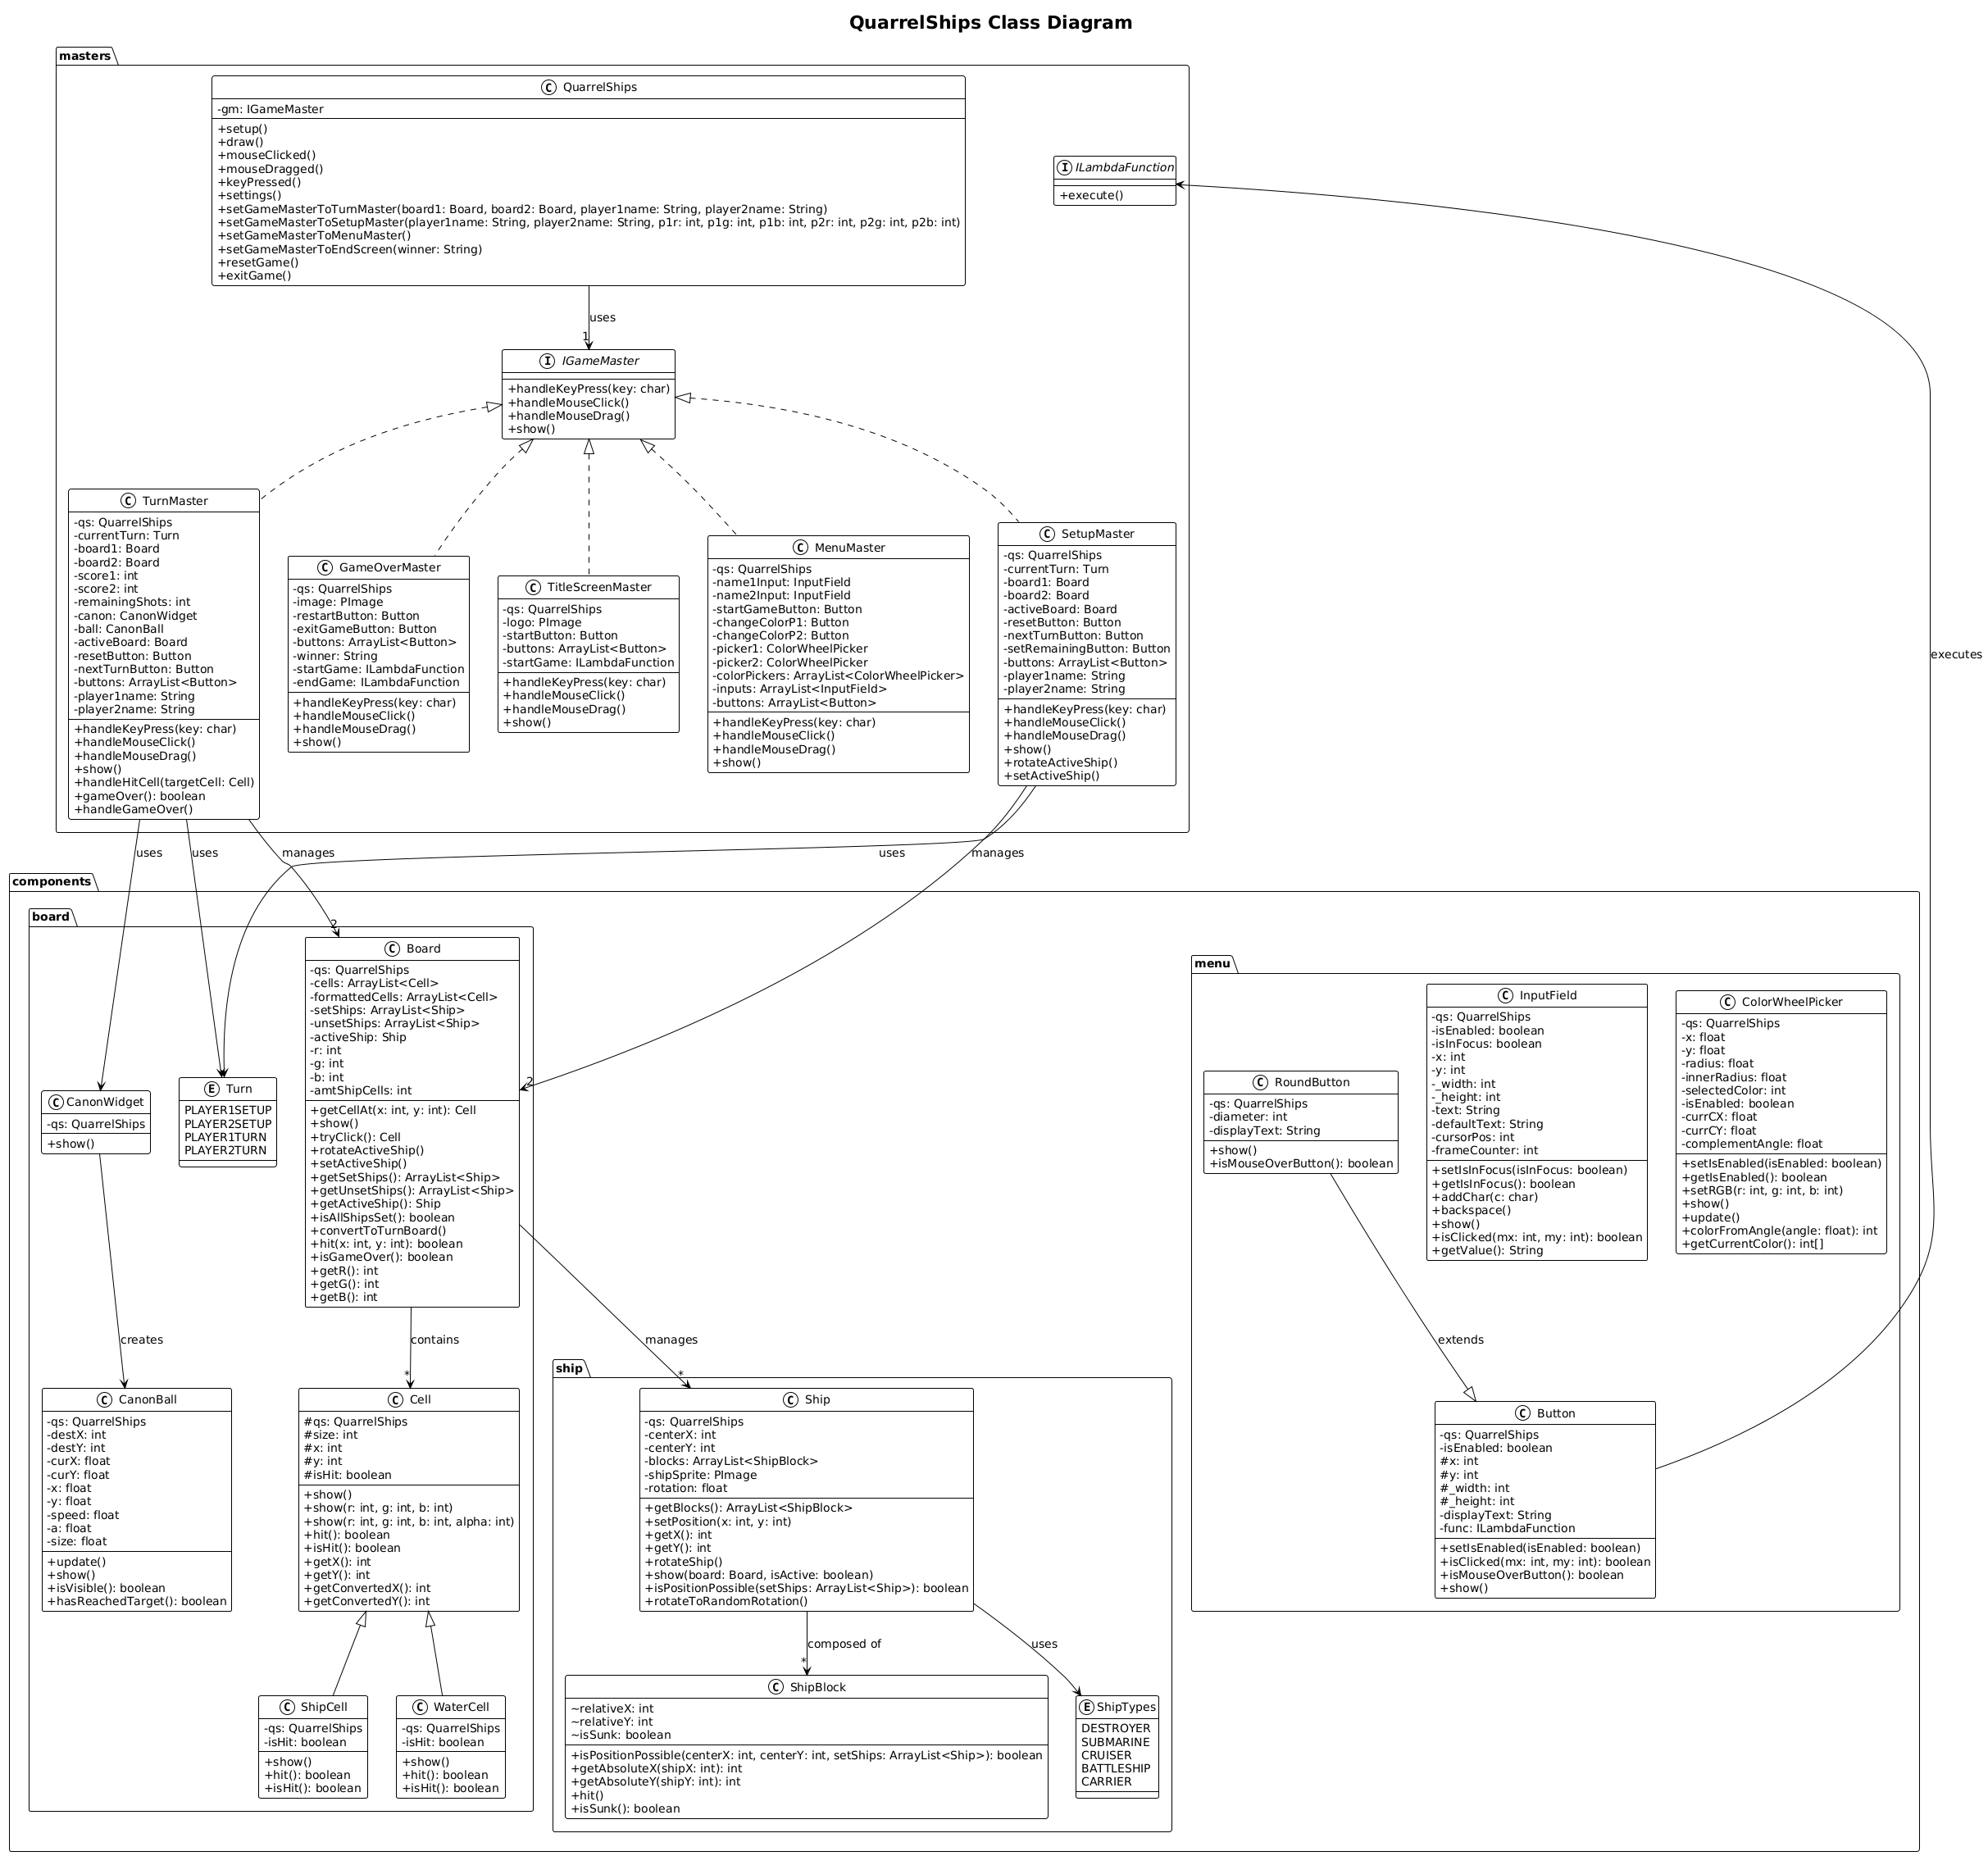 QuarrelShips Class Diagram
masters
C QuarrelShips
-gm: IGameMaster
+setup()
+draw()
+mouseClicked()
+mouseDragged()
+keyPressed()
+settings()
+setGameMasterToTurnMaster(board1: Board, board2: Board, player1name: String, player2name: String)
+setGameMasterToSetupMaster(player1name: String, player2name: String, p1r: int, p1g: int, p1b: int, p2r: int, p2g: int, p2b: int)
+setGameMasterToMenuMaster()
+setGameMasterToEndScreen(winner: String)
+resetGame()
+exitGame()
I ILambdaFunction
+execute()
uses
1
I IGameMaster
+handleKeyPress(key: char)
+handleMouseClick()
+handleMouseDrag()
+show()
C TurnMaster
-qs: QuarrelShips
-currentTurn: Turn
-board1: Board
-board2: Board
-score1: int
-score2: int
-remainingShots: int
-canon: CanonWidget
-ball: CanonBall
-activeBoard: Board
-resetButton: Button
-nextTurnButton: Button
-buttons: ArrayList<Button>
-player1name: String
-player2name: String
+handleKeyPress(key: char)
+handleMouseClick()
+handleMouseDrag()
+show()
+handleHitCell(targetCell: Cell)
+gameOver(): boolean
+handleGameOver()
C GameOverMaster
-qs: QuarrelShips
-image: PImage
-restartButton: Button
-exitGameButton: Button
-buttons: ArrayList<Button>
-winner: String
-startGame: ILambdaFunction
-endGame: ILambdaFunction
+handleKeyPress(key: char)
+handleMouseClick()
+handleMouseDrag()
+show()
C TitleScreenMaster
-qs: QuarrelShips
-logo: PImage
-startButton: Button
-buttons: ArrayList<Button>
-startGame: ILambdaFunction
+handleKeyPress(key: char)
+handleMouseClick()
+handleMouseDrag()
+show()
C MenuMaster
-qs: QuarrelShips
-name1Input: InputField
-name2Input: InputField
-startGameButton: Button
-changeColorP1: Button
-changeColorP2: Button
-picker1: ColorWheelPicker
-picker2: ColorWheelPicker
-colorPickers: ArrayList<ColorWheelPicker>
-inputs: ArrayList<InputField>
-buttons: ArrayList<Button>
+handleKeyPress(key: char)
+handleMouseClick()
+handleMouseDrag()
+show()
C SetupMaster
-qs: QuarrelShips
-currentTurn: Turn
-board1: Board
-board2: Board
-activeBoard: Board
-resetButton: Button
-nextTurnButton: Button
-setRemainingButton: Button
-buttons: ArrayList<Button>
-player1name: String
-player2name: String
+handleKeyPress(key: char)
+handleMouseClick()
+handleMouseDrag()
+show()
+rotateActiveShip()
+setActiveShip()
executes
uses
uses
manages
uses
manages
components
board
2
C Board
-qs: QuarrelShips
-cells: ArrayList<Cell>
-formattedCells: ArrayList<Cell>
-setShips: ArrayList<Ship>
-unsetShips: ArrayList<Ship>
-activeShip: Ship
-r: int
-g: int
-b: int
-amtShipCells: int
+getCellAt(x: int, y: int): Cell
+show()
+tryClick(): Cell
+rotateActiveShip()
+setActiveShip()
+getSetShips(): ArrayList<Ship>
+getUnsetShips(): ArrayList<Ship>
+getActiveShip(): Ship
+isAllShipsSet(): boolean
+convertToTurnBoard()
+hit(x: int, y: int): boolean
+isGameOver(): boolean
+getR(): int
+getG(): int
+getB(): int
2
C CanonWidget
-qs: QuarrelShips
+show()
E Turn
PLAYER1SETUP
PLAYER2SETUP
PLAYER1TURN
PLAYER2TURN
menu
C RoundButton
-qs: QuarrelShips
-diameter: int
-displayText: String
+show()
+isMouseOverButton(): boolean
C InputField
-qs: QuarrelShips
-isEnabled: boolean
-isInFocus: boolean
-x: int
-y: int
-_width: int
-_height: int
-text: String
-defaultText: String
-cursorPos: int
-frameCounter: int
+setIsInFocus(isInFocus: boolean)
+getIsInFocus(): boolean
+addChar(c: char)
+backspace()
+show()
+isClicked(mx: int, my: int): boolean
+getValue(): String
C ColorWheelPicker
-qs: QuarrelShips
-x: float
-y: float
-radius: float
-innerRadius: float
-selectedColor: int
-isEnabled: boolean
-currCX: float
-currCY: float
-complementAngle: float
+setIsEnabled(isEnabled: boolean)
+getIsEnabled(): boolean
+setRGB(r: int, g: int, b: int)
+show()
+update()
+colorFromAngle(angle: float): int
+getCurrentColor(): int[]
creates
contains
*
manages
*
extends
C CanonBall
-qs: QuarrelShips
-destX: int
-destY: int
-curX: float
-curY: float
-x: float
-y: float
-speed: float
-a: float
-size: float
+update()
+show()
+isVisible(): boolean
+hasReachedTarget(): boolean
C Cell
#qs: QuarrelShips
#size: int
#x: int
#y: int
#isHit: boolean
+show()
+show(r: int, g: int, b: int)
+show(r: int, g: int, b: int, alpha: int)
+hit(): boolean
+isHit(): boolean
+getX(): int
+getY(): int
+getConvertedX(): int
+getConvertedY(): int
ship
C Ship
-qs: QuarrelShips
-centerX: int
-centerY: int
-blocks: ArrayList<ShipBlock>
-shipSprite: PImage
-rotation: float
+getBlocks(): ArrayList<ShipBlock>
+setPosition(x: int, y: int)
+getX(): int
+getY(): int
+rotateShip()
+show(board: Board, isActive: boolean)
+isPositionPossible(setShips: ArrayList<Ship>): boolean
+rotateToRandomRotation()
C Button
-qs: QuarrelShips
-isEnabled: boolean
#x: int
#y: int
#_width: int
#_height: int
-displayText: String
-func: ILambdaFunction
+setIsEnabled(isEnabled: boolean)
+isClicked(mx: int, my: int): boolean
+isMouseOverButton(): boolean
+show()
composed of
*
uses
C ShipCell
-qs: QuarrelShips
-isHit: boolean
+show()
+hit(): boolean
+isHit(): boolean
C WaterCell
-qs: QuarrelShips
-isHit: boolean
+show()
+hit(): boolean
+isHit(): boolean
C ShipBlock
~relativeX: int
~relativeY: int
~isSunk: boolean
+isPositionPossible(centerX: int, centerY: int, setShips: ArrayList<Ship>): boolean
+getAbsoluteX(shipX: int): int
+getAbsoluteY(shipY: int): int
+hit()
+isSunk(): boolean
E ShipTypes
DESTROYER
SUBMARINE
CRUISER
BATTLESHIP
CARRIER